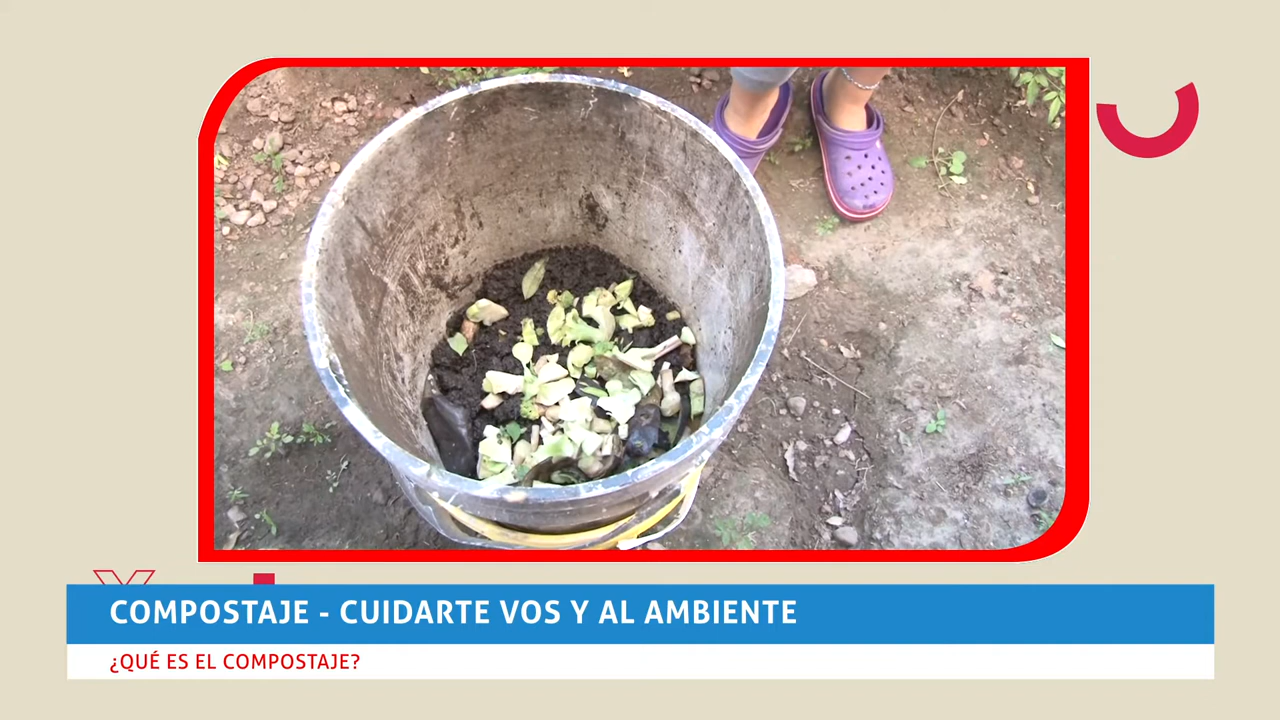 COMPOSTAJE - CUIDARTE VOS Y AL AMBIENTE
¿QUÉ ES EL COMPOSTAJE?